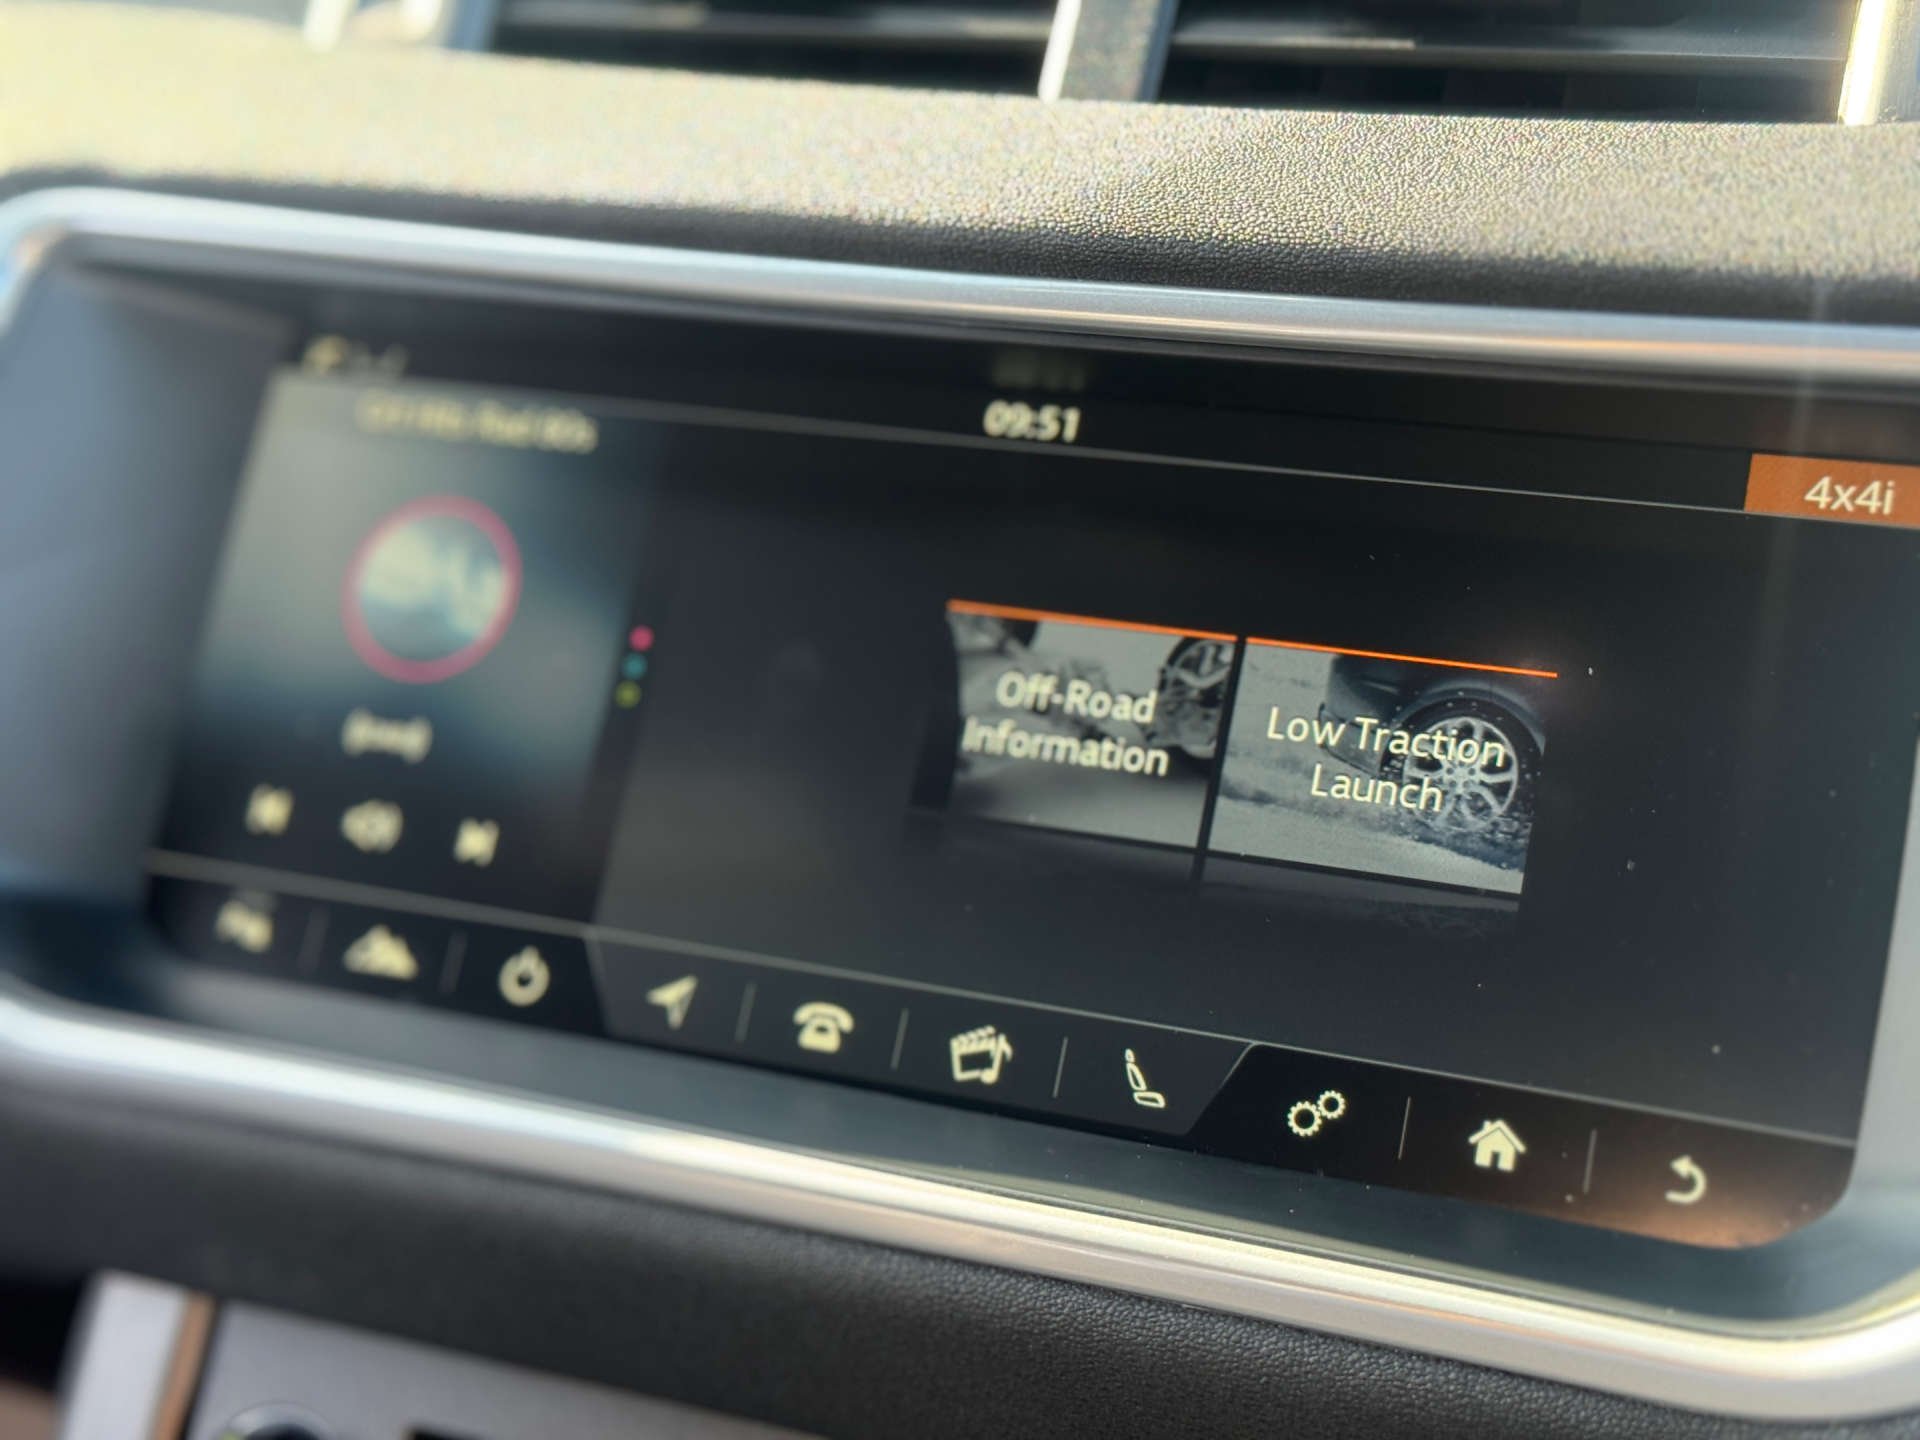 09:51
4x4i
Off-Road
Information
Low Traction
Launch